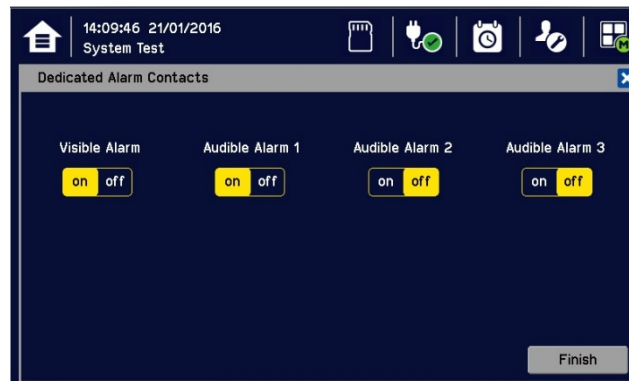 14:09:46 21/01/2016
System Test
Dedicated Alarm Contacts
Visible Alarm Audible Alarm 1 Audible Alarm 2 Audible Alarm 3
on off on off on off on off
Finish